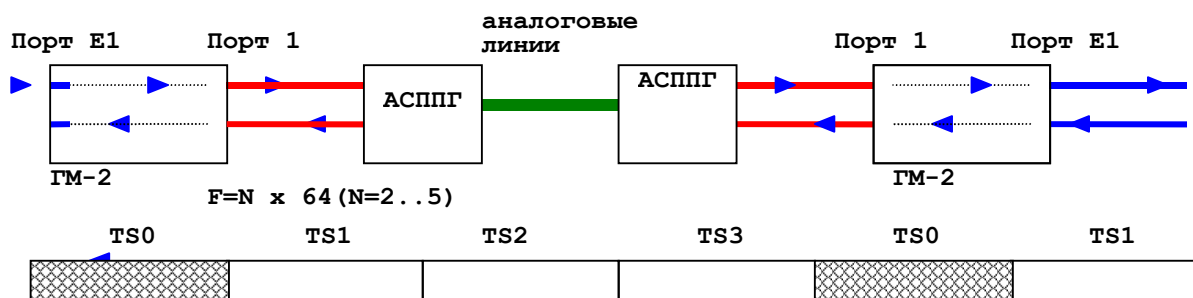 аналоговые
линии
Порт E1
Порт 1
Порт 1
Порт E1
АСППГ
АСППГ
ГМ-2
ГМ-2
F=N x 64(N=2..5)
TS0
TS1
TS2
TS3
TS0
TS1